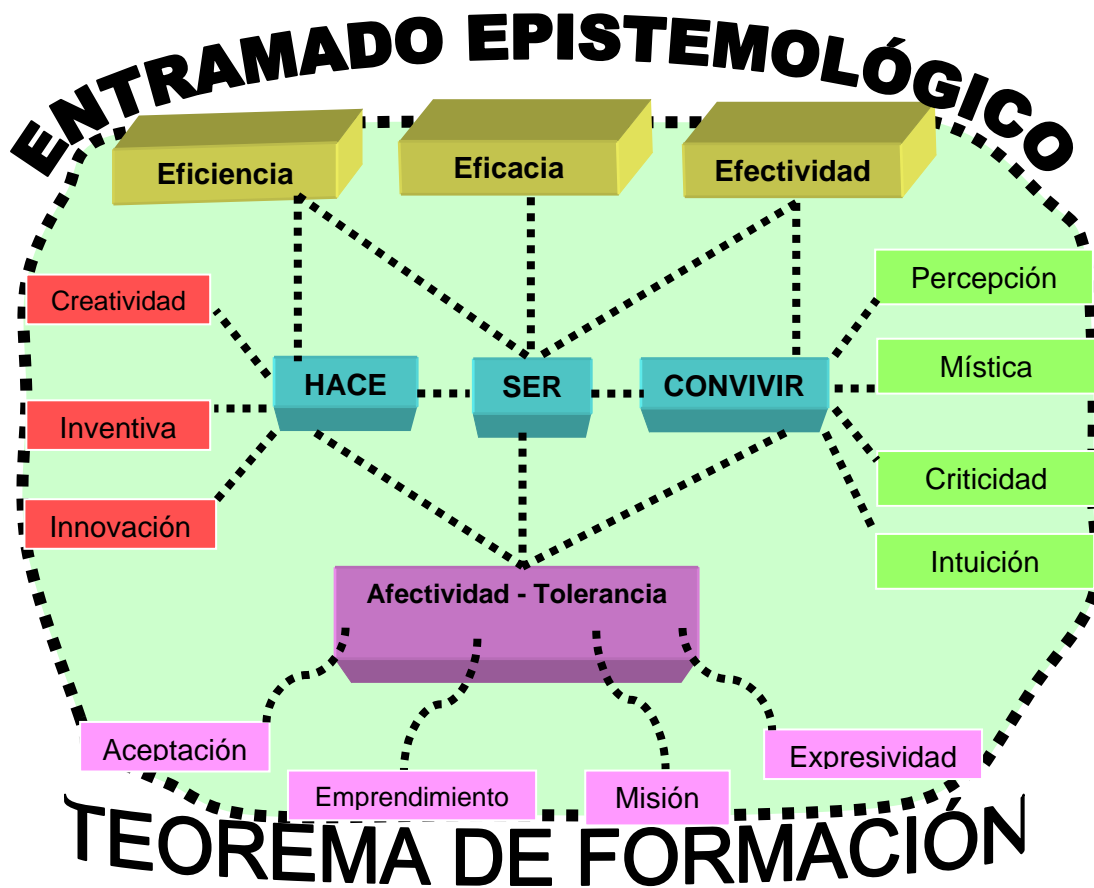 ENTRAMADO EPISTEMOLÓGICO
Eficiencia
Eficacia
Efectividad
Creatividad
Percepción
HACE
SER
CONVIVIR
Mística
Inventiva
Criticidad
Innovación
Intuición
Afectividad - Tolerancia
Aceptación
Expresividad
Emprendimiento
Misión
TEOREMA DE FORMACIÓN